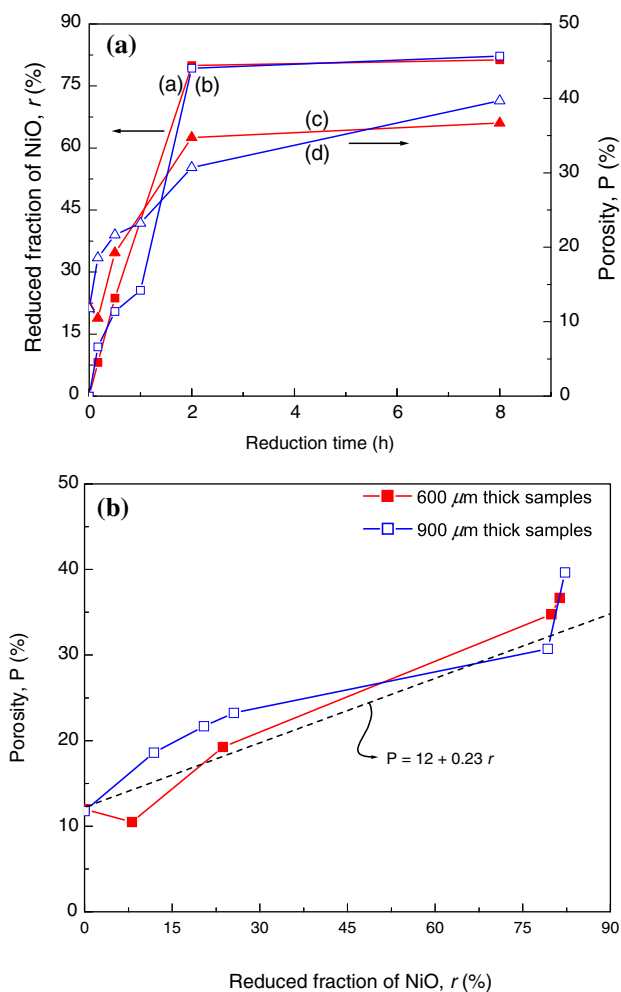 (a)
Reduced fraction of NiO, r (%)
90
75
60
45
30
15
0
(a)
(b)
(c)
(d)
50
40
30
20
10
0
Porosity, P (%)
0
2
4
6
8
Reduction time (h)
(b)
600 μm thick samples
900 μm thick samples
Porosity, P (%)
50
40
30
20
10
0
P = 12 + 0.23 r
0
15
30
45
60
75
90
Reduced fraction of NiO, r (%)